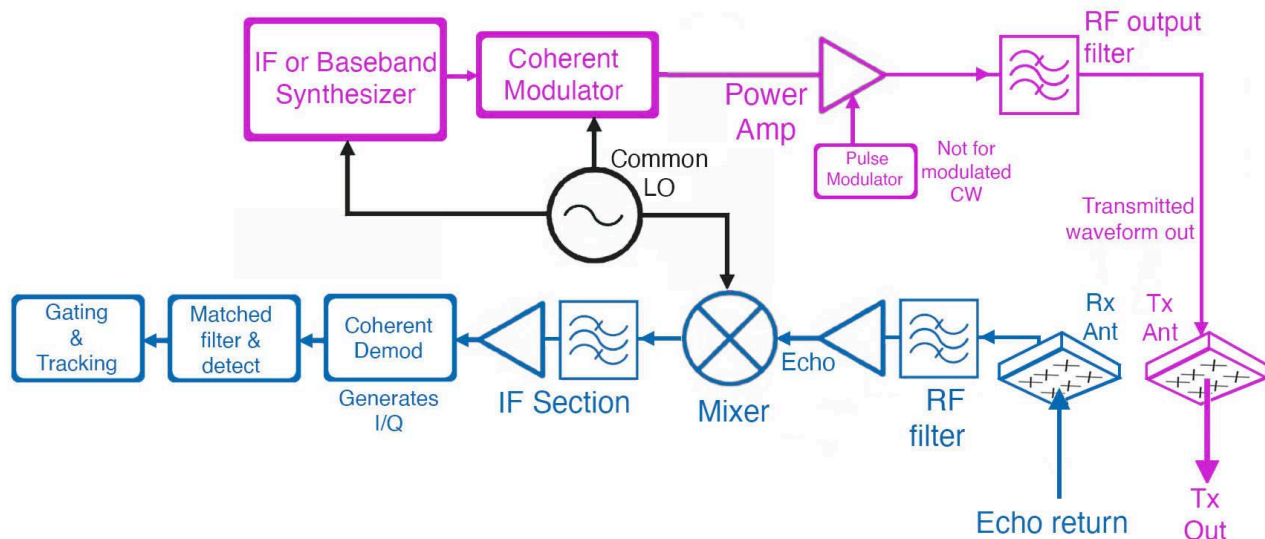 IF or Baseband
Synthesizer
Coherent
Modulator
Power
Amp
RF output
filter
Pulse
Modulator
Not for
modulated
CW
Common
LO
Transmitted
waveform out
Gating
&
Tracking
Matched
filter &
detect
Coherent
Demod
Generates
I/Q
IF Section
Mixer
Echo
RF
filter
Rx
Ant
Tx
Ant
Echo return
Tx
Out